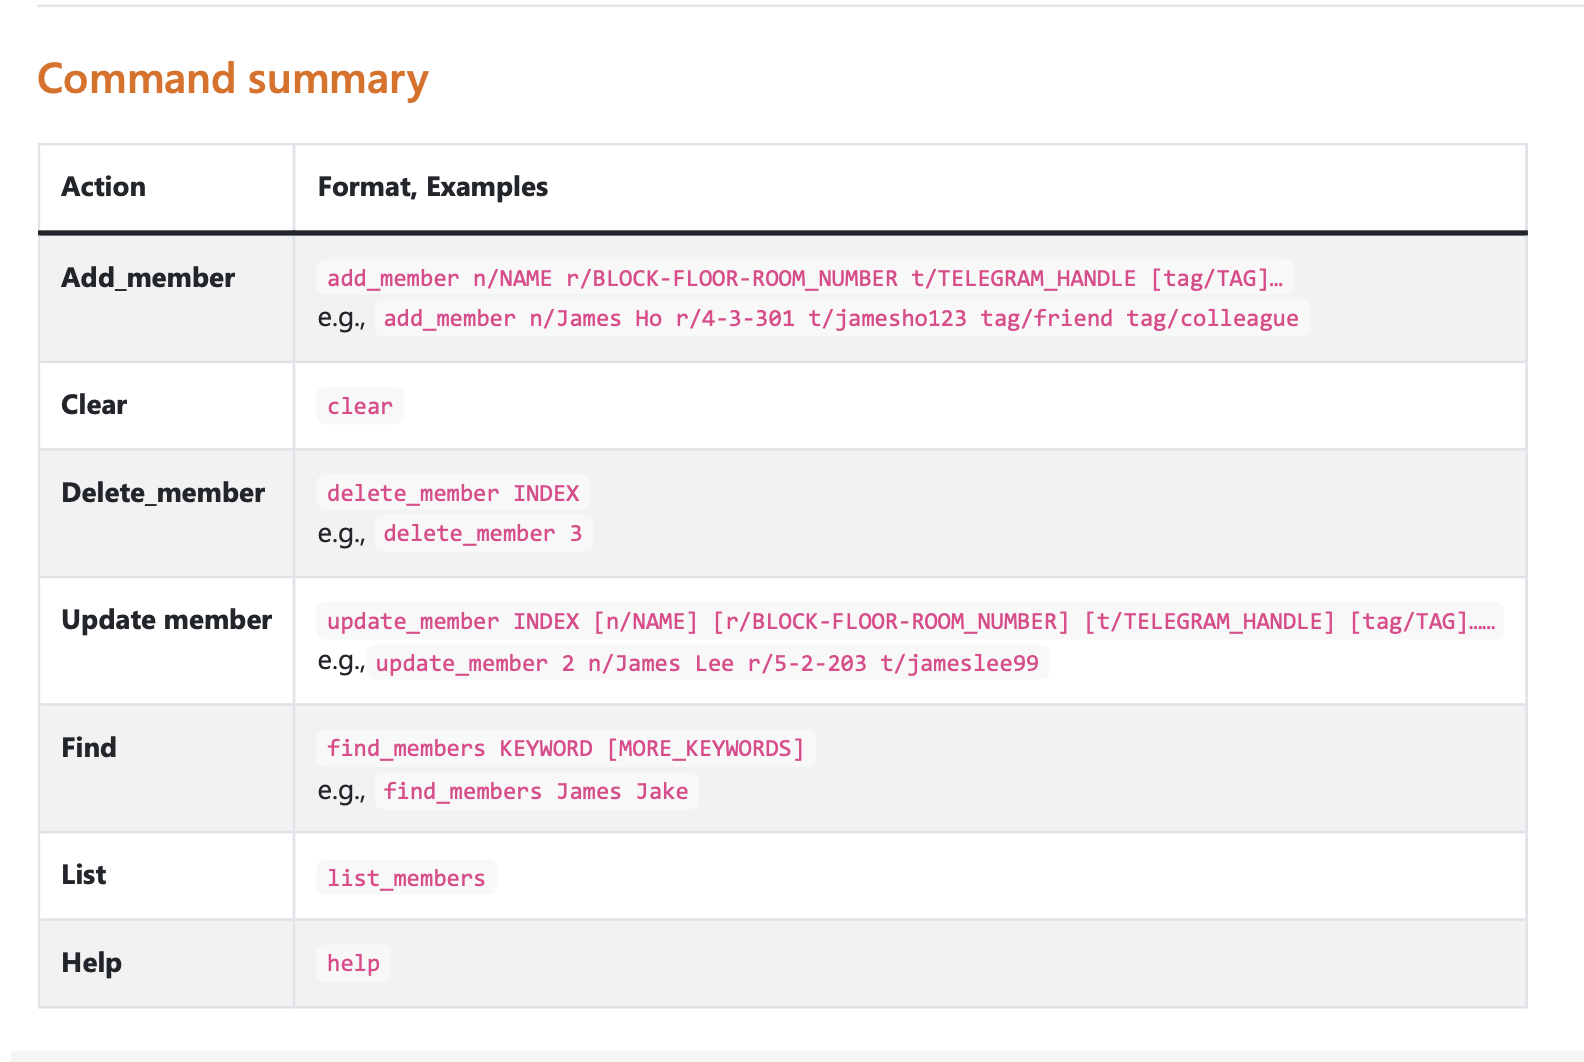 Command summary
Action
Format, Examples
Add_member
add_member n/NAME r/BLOCK-FLOOR-ROOM_NUMBER t/TELEGRAM_HANDLE [tag/TAG]…
e.g., add_member n/James Ho r/4-3-301 t/jamesho123 tag/friend tag/colleague
Clear
clear
Delete_member
delete_member INDEX
e.g., delete_member 3
Update member
update_member INDEX [n/NAME] [r/BLOCK-FLOOR-ROOM_NUMBER] [t/TELEGRAM_HANDLE] [tag/TAG]……
e.g., update_member 2 n/James Lee r/5-2-203 t/jameslee99
Find
find_members KEYWORD [MORE_KEYWORDS]
e.g., find_members James Jake
List
list_members
Help
help